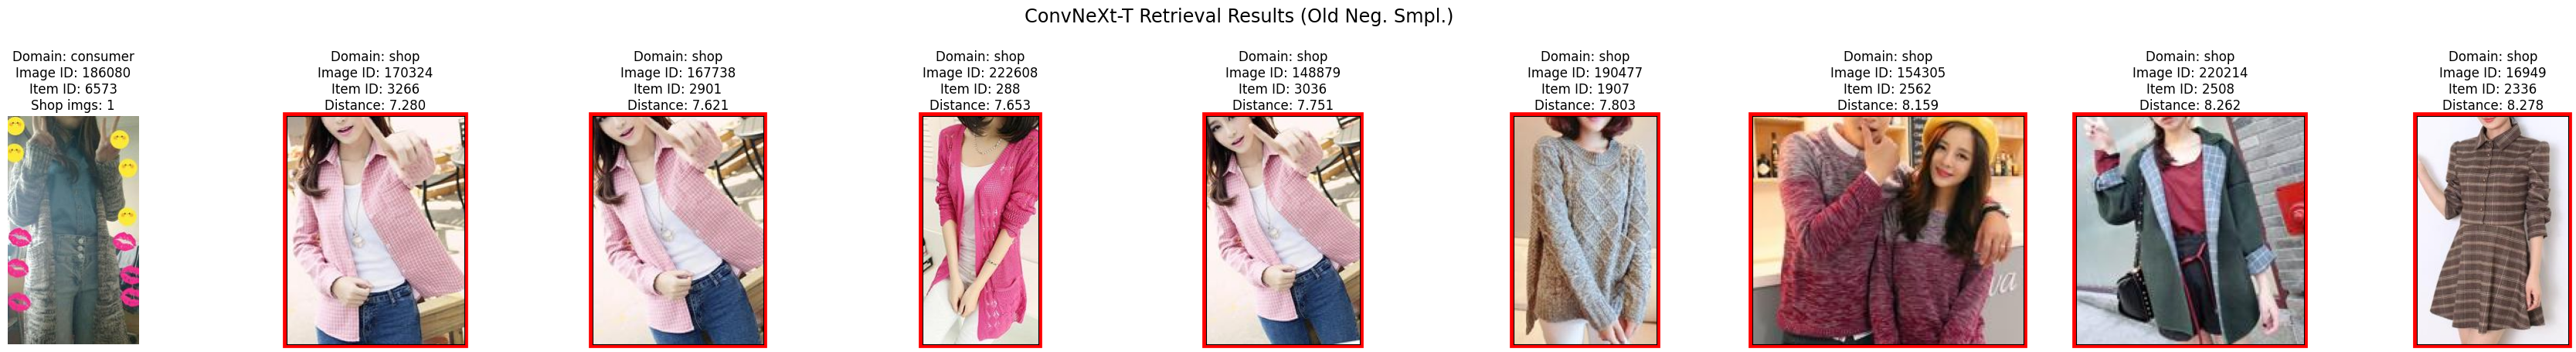 ConvNeXt-T Retrieval Results (Old Neg. Smpl.)
Domain: consumer
Image ID: 186080
Item ID: 6573
Shop imgs: 1
Domain: shop
Image ID: 170324
Item ID: 3266
Distance: 7.280
Domain: shop
Image ID: 167738
Item ID: 2901
Distance: 7.621
Domain: shop
Image ID: 222608
Item ID: 288
Distance: 7.653
Domain: shop
Image ID: 148879
Item ID: 3036
Distance: 7.751
Domain: shop
Image ID: 190477
Item ID: 1907
Distance: 7.803
Domain: shop
Image ID: 154305
Item ID: 2562
Distance: 8.159
Domain: shop
Image ID: 220214
Item ID: 2508
Distance: 8.262
Domain: shop
Image ID: 16949
Item ID: 2336
Distance: 8.278